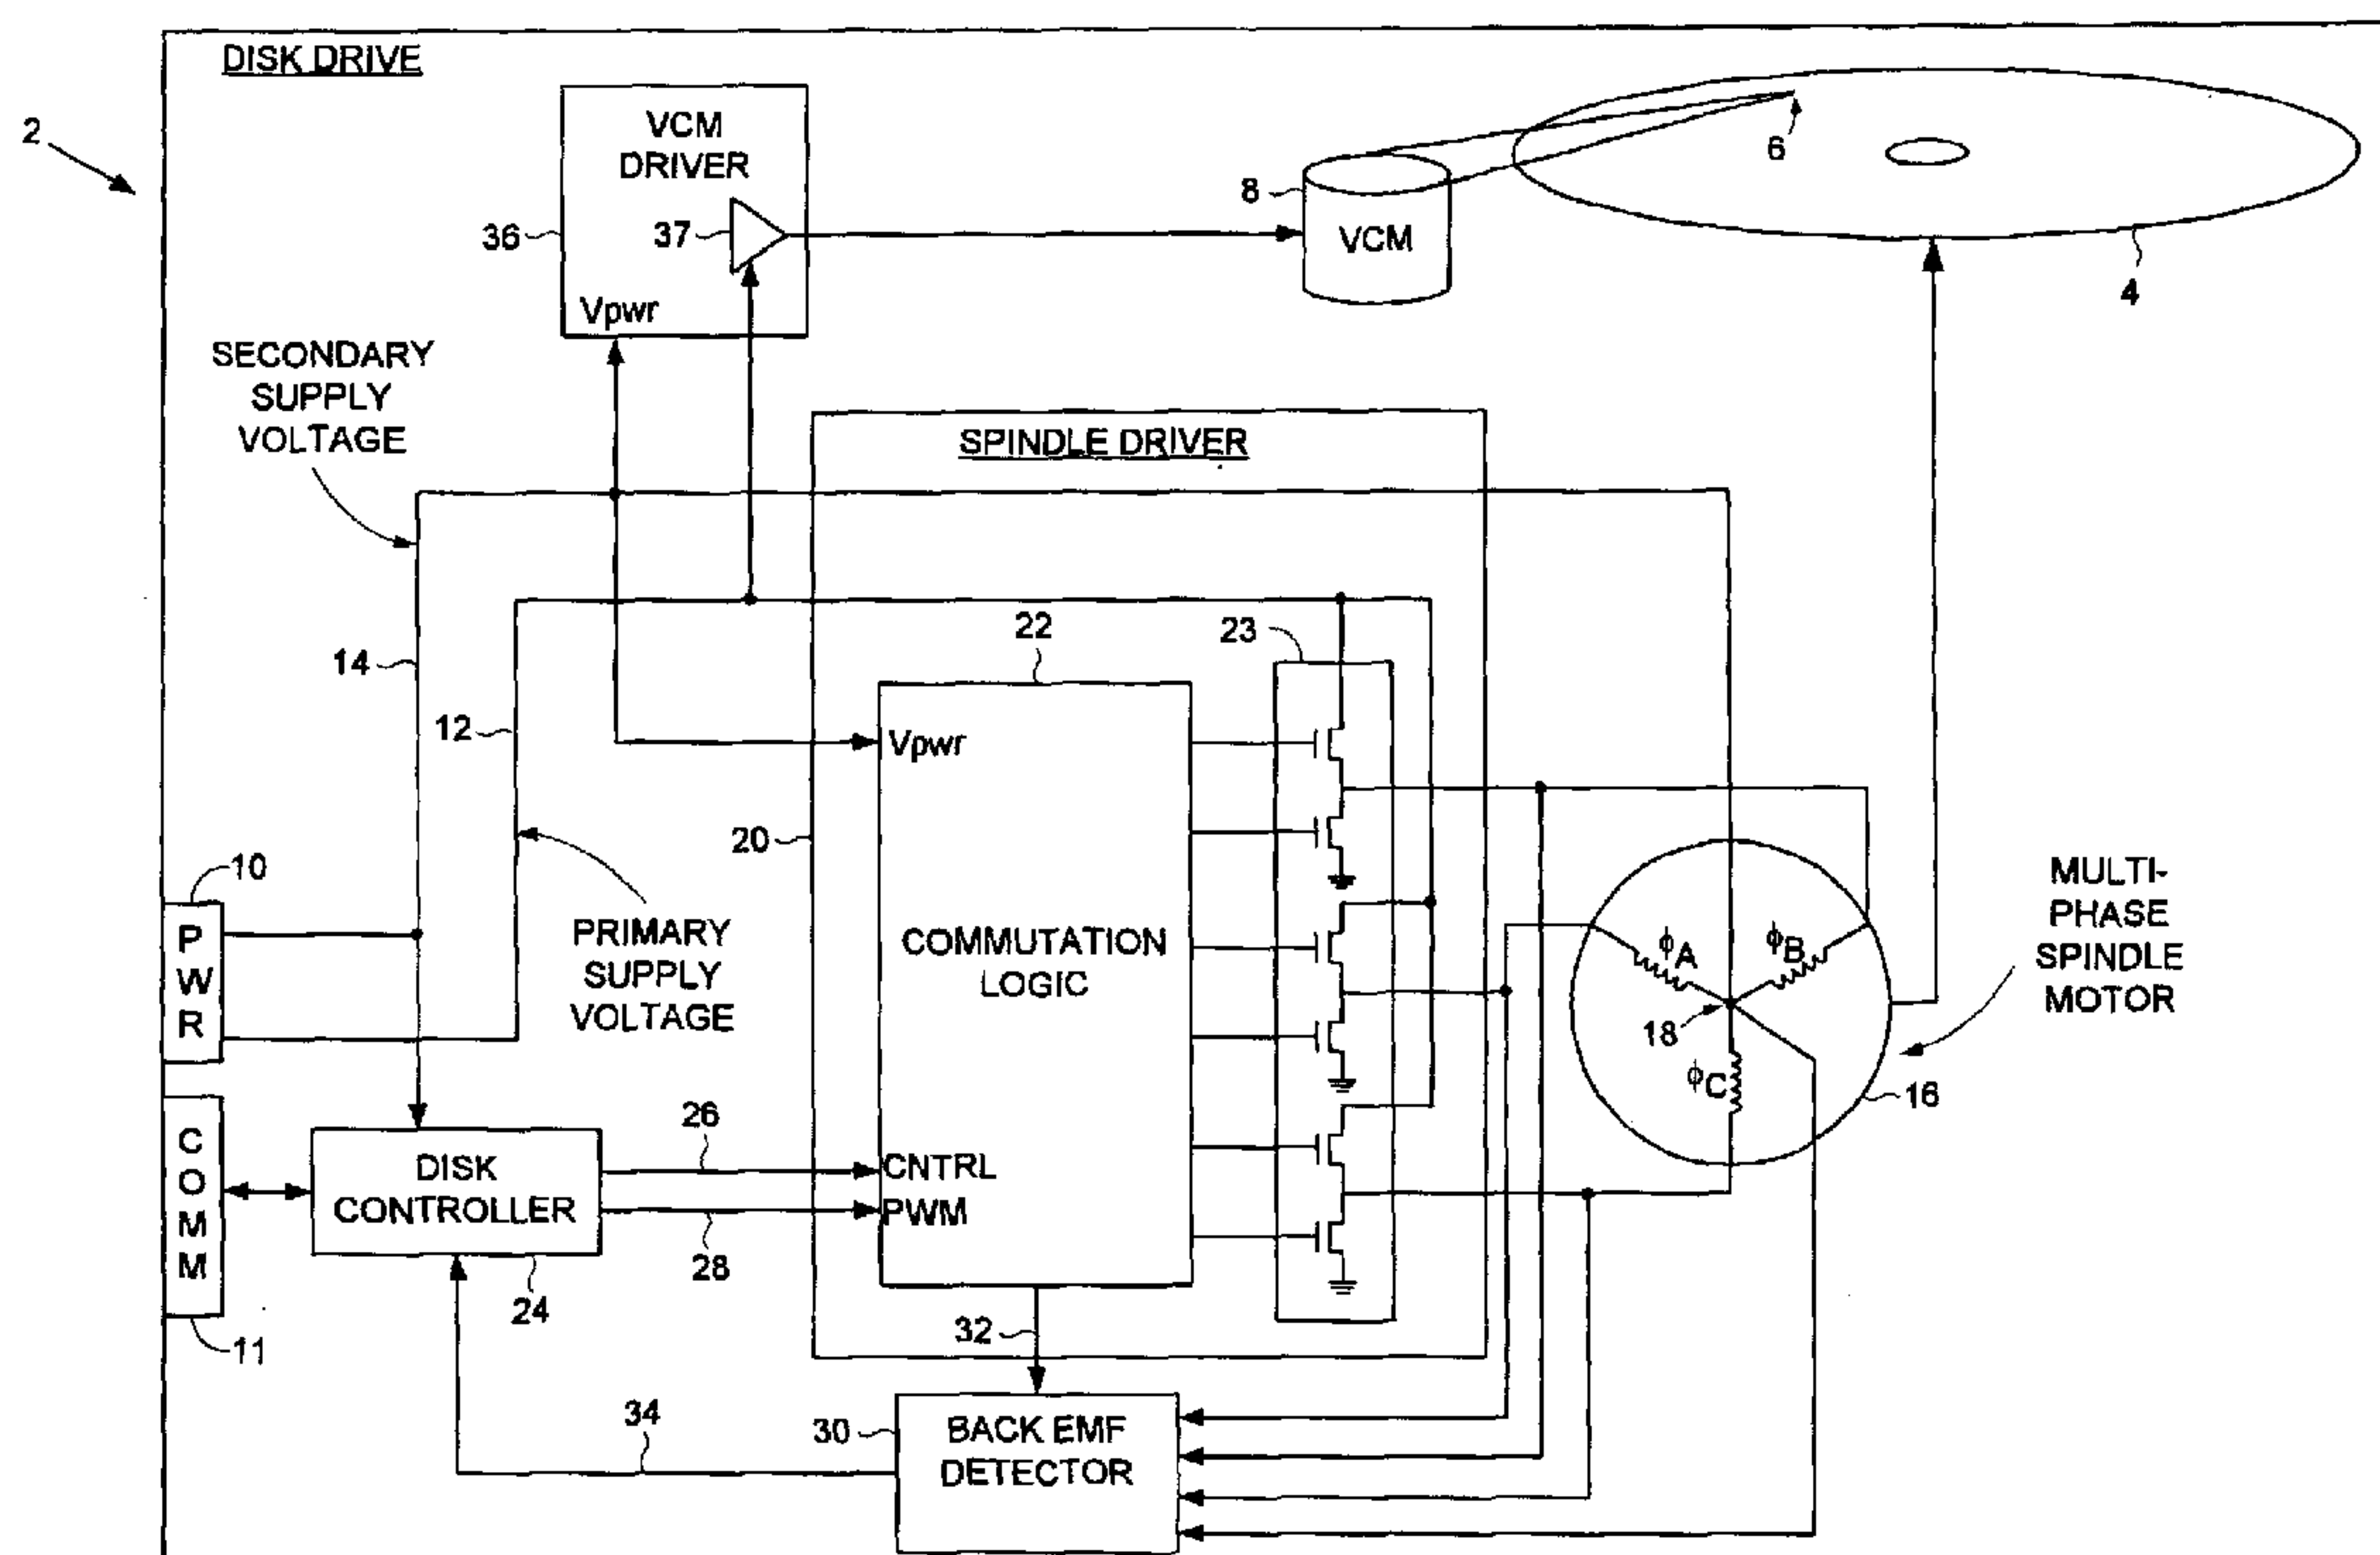 DISK DRIVE
2
VCM
DRIVER
36
37
Vpwr
8
VCM
6
4
SECONDARY
SUPPLY
VOLTAGE
SPINDLE DRIVER
14
12
22
23
Vpwr
20
10
P
W
R
PRIMARY
SUPPLY
VOLTAGE
COMMUTATION
LOGIC
ϕA
ϕB
18
ϕC
MULTI-
PHASE
SPINDLE
MOTOR
16
C
O
M
M
11
DISK
CONTROLLER
24
26
28
CNTRL
PWM
32
34
30
BACK EMF
DETECTOR